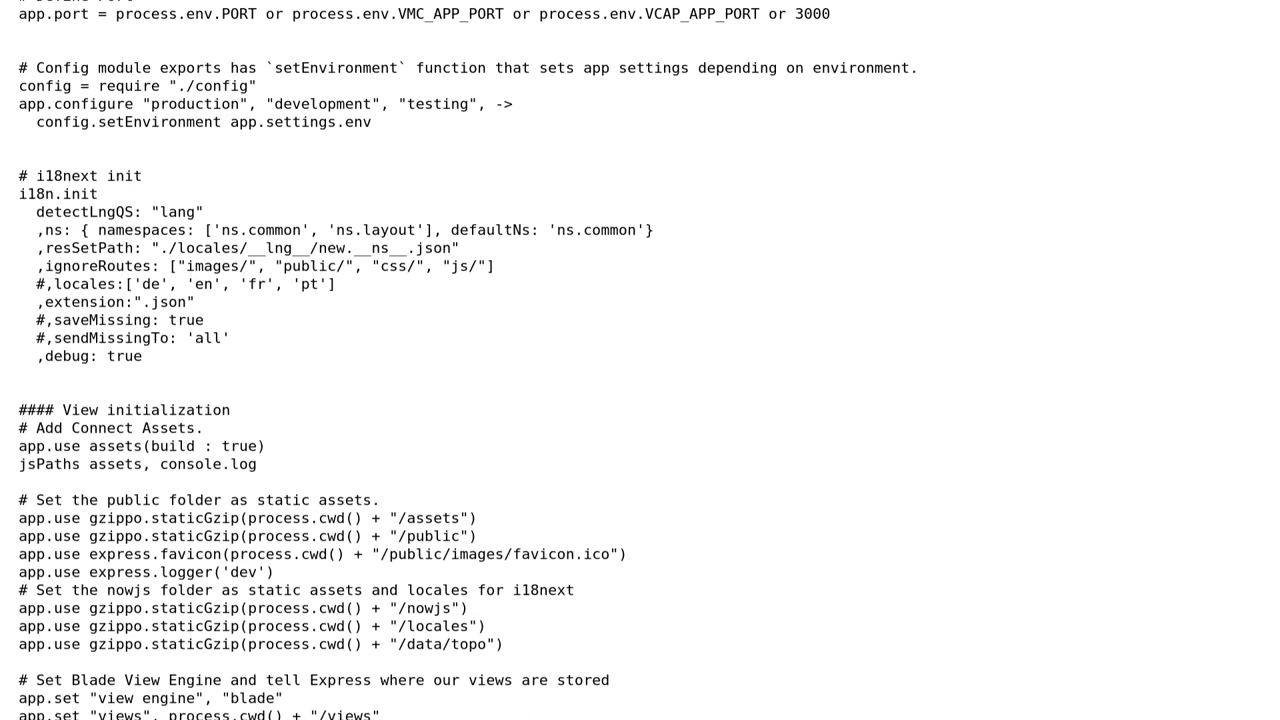 app.port = process.env.PORT or process.env.VMC_APP_PORT or process.env.VCAP_APP_PORT or 3000
# Config module exports has `setEnvironment` function that sets app settings depending on environment.
config = require "./config"
app.configure "production", "development", "testing", ->
  config.setEnvironment app.settings.env
# i18next init
i18n.init
  detectLngQS: "lang"
  ,ns: { namespaces: ['ns.common', 'ns.layout'], defaultNs: 'ns.common'}
  ,resSetPath: "./locales/__lng__/new.__ns__.json"
  ,ignoreRoutes: ["images/", "public/", "css/", "js/"]
  #,locales:['de', 'en', 'fr', 'pt']
  ,extension:".json"
  #,saveMissing: true
  #,sendMissingTo: 'all'
  ,debug: true
#### View initialization
# Add Connect Assets.
app.use assets(build : true)
jsPaths assets, console.log
# Set the public folder as static assets.
app.use gzippo.staticGzip(process.cwd() + "/assets")
app.use gzippo.staticGzip(process.cwd() + "/public")
app.use express.favicon(process.cwd() + "/public/images/favicon.ico")
app.use express.logger('dev')
# Set the nowjs folder as static assets and locales for i18next
app.use gzippo.staticGzip(process.cwd() + "/nowjs")
app.use gzippo.staticGzip(process.cwd() + "/locales")
app.use gzippo.staticGzip(process.cwd() + "/data/topo")
# Set Blade View Engine and tell Express where our views are stored
app.set "view engine", "blade"
app.set "views", process.cwd() + "/views"